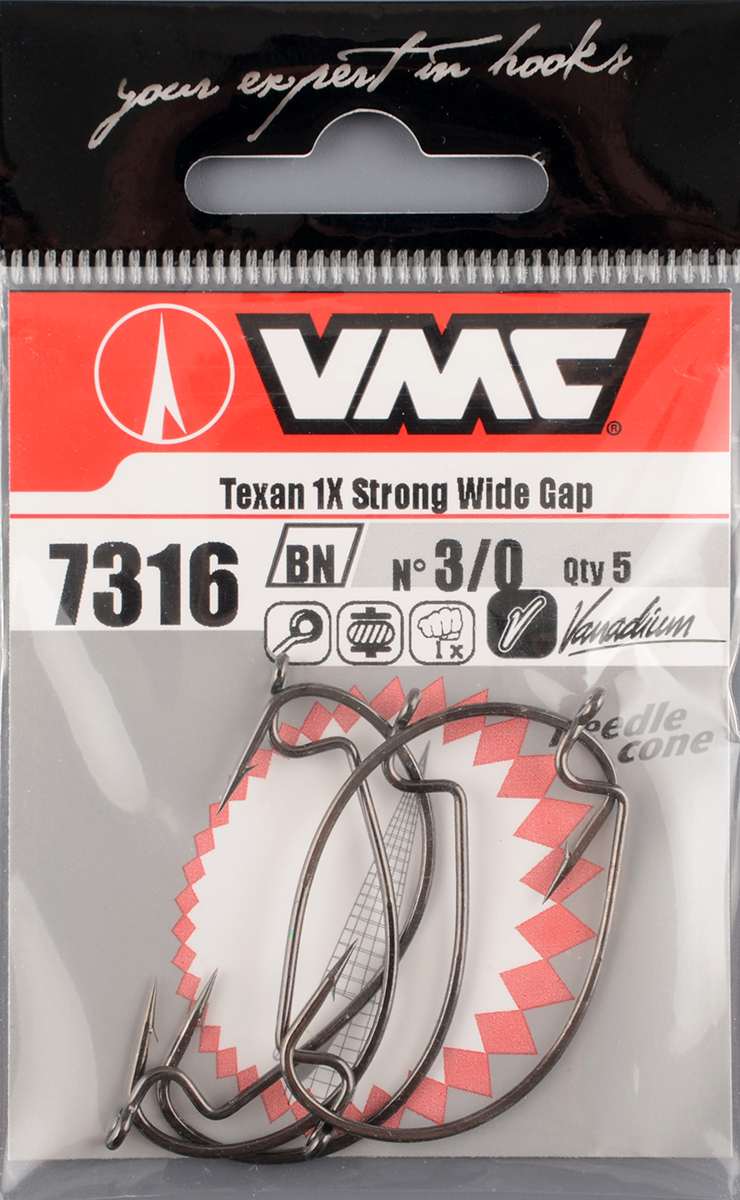 your expert in hooks
VMC ®
Texan 1X Strong Wide Gap
7316 BN N° 3/0 Qty 5
1x V Vanadium
Needle
cone